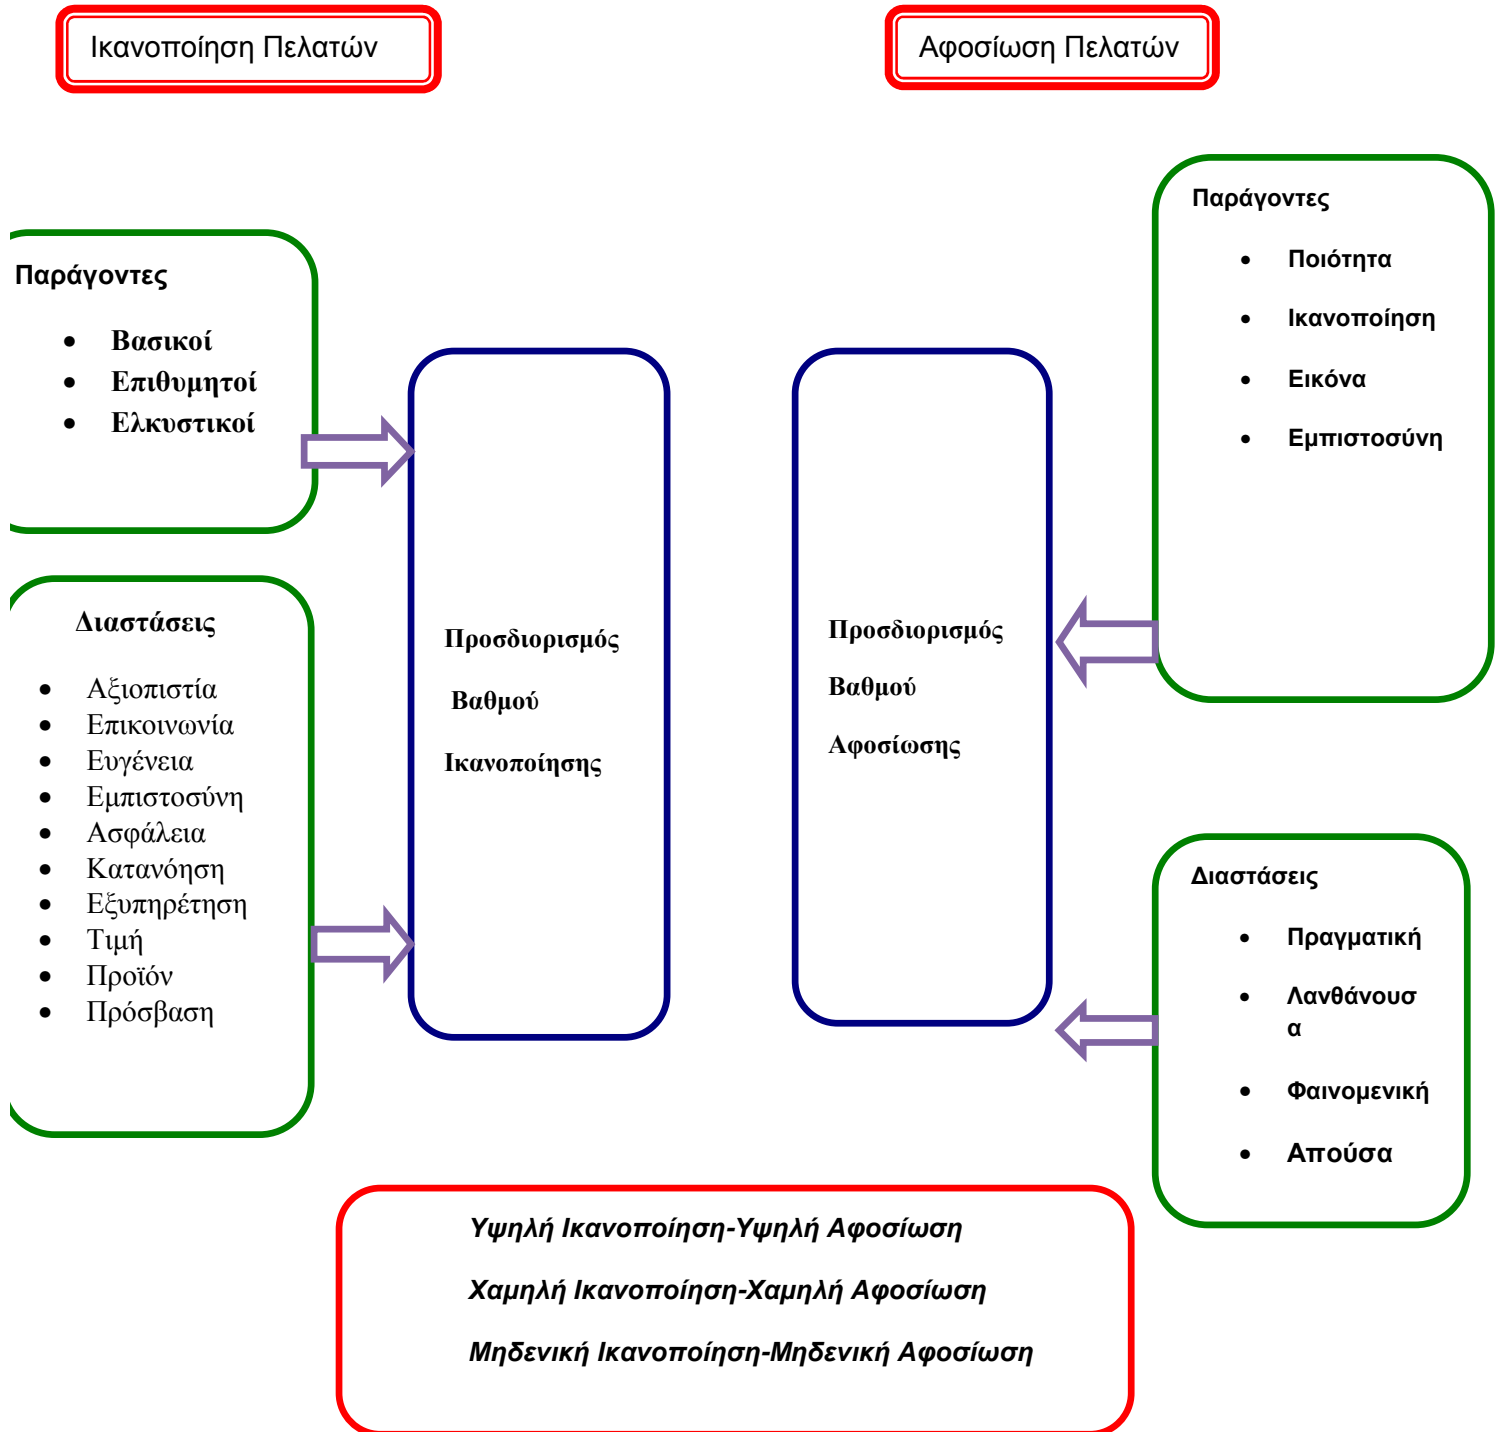 Ικανοποίηση Πελατών
Αφοσίωση Πελατών
Παράγοντες
• Βασικοί
• Επιθυμητοί
• Ελκυστικοί
Διαστάσεις
• Αξιοπιστία
• Επικοινωνία
• Ευγένεια
• Εμπιστοσύνη
• Ασφάλεια
• Κατανόηση
• Εξυπηρέτηση
• Τιμή
• Προϊόν
• Πρόσβαση
Προσδιορισμός
Βαθμού
Ικανοποίησης
Προσδιορισμός
Βαθμού
Αφοσίωσης
Παράγοντες
• Ποιότητα
• Ικανοποίηση
• Εικόνα
• Εμπιστοσύνη
Διαστάσεις
• Πραγματική
• Λανθάνουσ
α
• Φαινομενική
• Απούσα
Υψηλή Ικανοποίηση-Υψηλή Αφοσίωση
Χαμηλή Ικανοποίηση-Χαμηλή Αφοσίωση
Μηδενική Ικανοποίηση-Μηδενική Αφοσίωση